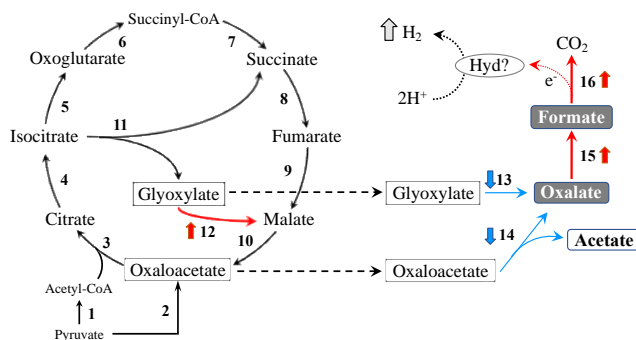 Succinyl-CoA
6
7
Oxoglutarate
Succinate
5
8
11
Isocitrate
Fumarate
4
9
Glyoxylate
12
Malate
Citrate
10
3
Oxaloacetate
Acetyl-CoA
1
2
Pyruvate
H₂
CO₂
Hyd?
e⁻
16
2H⁺
Formate
15
13
Glyoxylate
Oxalate
14
Acetate
Oxaloacetate